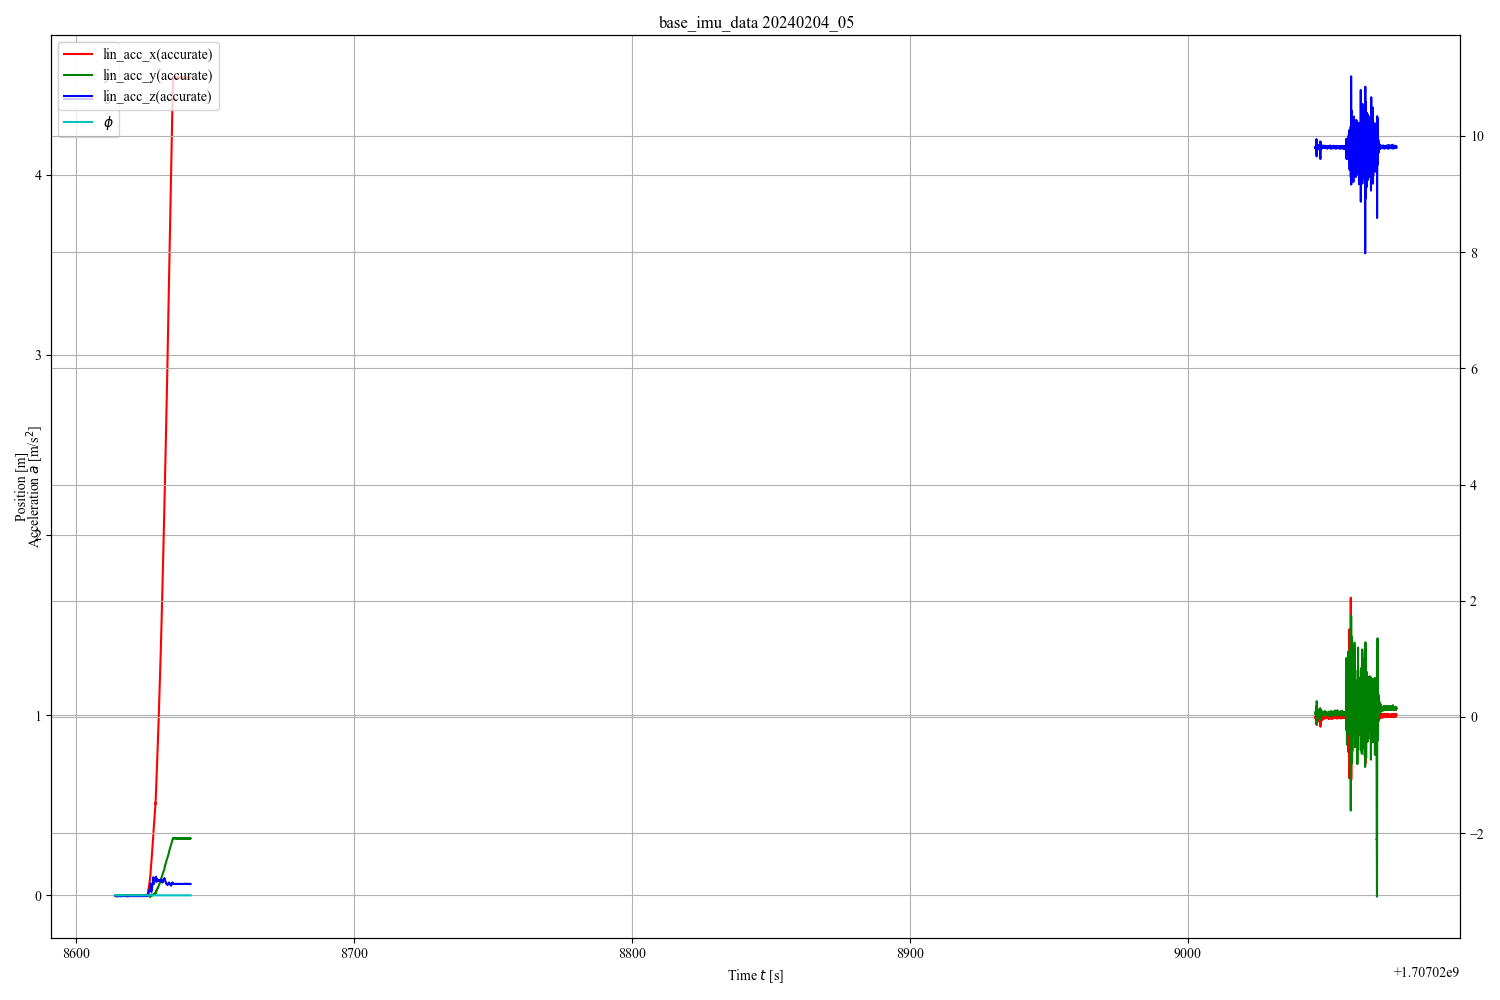 base_imu_data 20240204_05
lin_acc_x(accurate)
lin_acc_y(accurate)
lin_acc_z(accurate)
ϕ
Position [m]
Acceleration a [m/s²]
4
3
2
1
0
10
8
6
4
2
0
−2
8600
8700
8800
8900
9000
Time t [s]
+1.70702e9